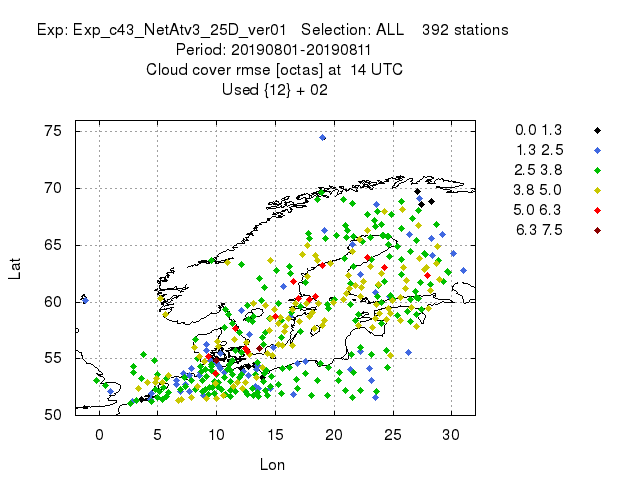 Exp: Exp_c43_NetAtv3_25D_ver01   Selection: ALL    392 stations
Period: 20190801-20190811
Cloud cover rmse [octas] at  14 UTC
Used {12} + 02
0.0 1.3
1.3 2.5
2.5 3.8
3.8 5.0
5.0 6.3
6.3 7.5
75
70
65
60
55
50
Lat
0 5 10 15 20 25 30
Lon